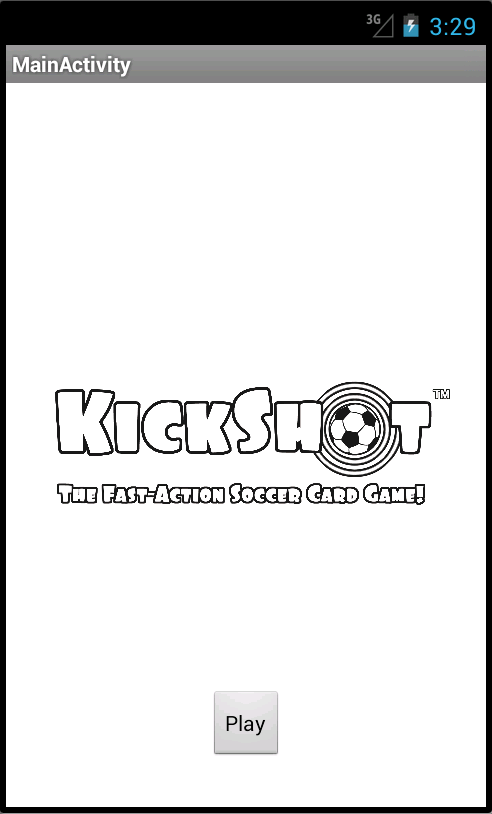 3G 3:29
MainActivity
KICKSHOT™
THE FAST-ACTION SOCCER CARD GAME!
Play